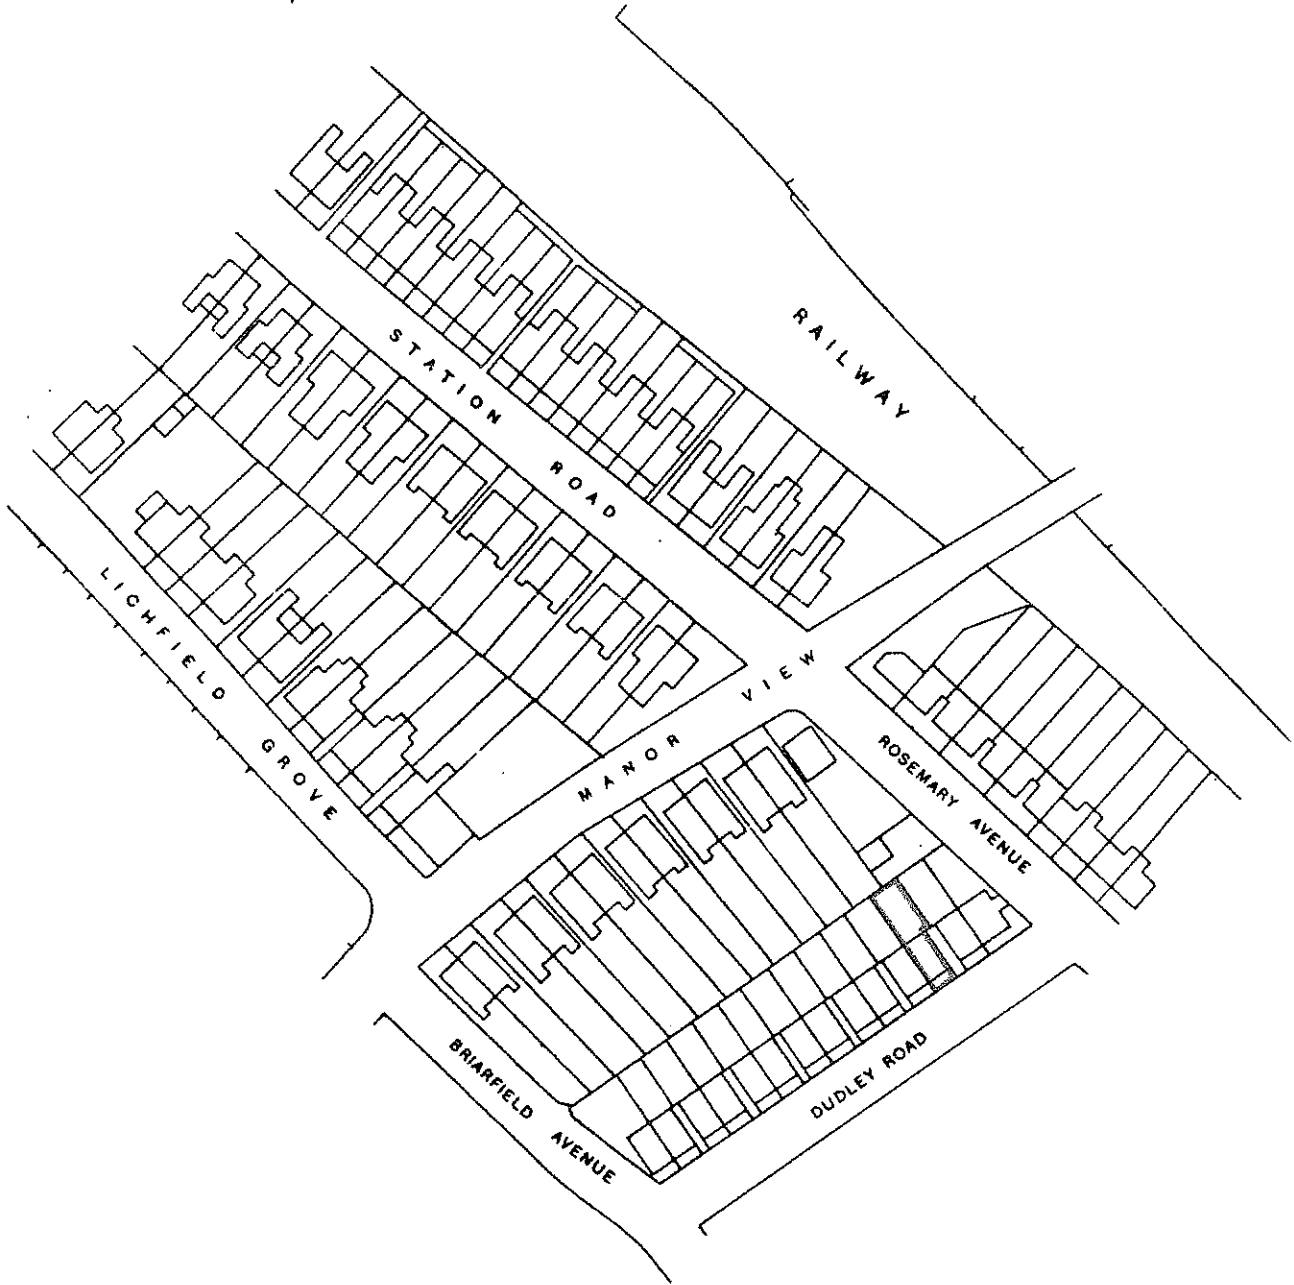 RAILWAY
STATION ROAD
LICHFIELD GROVE
MANOR VIEW
ROSEMARY AVENUE
BRIARFIELD AVENUE
DUDLEY ROAD